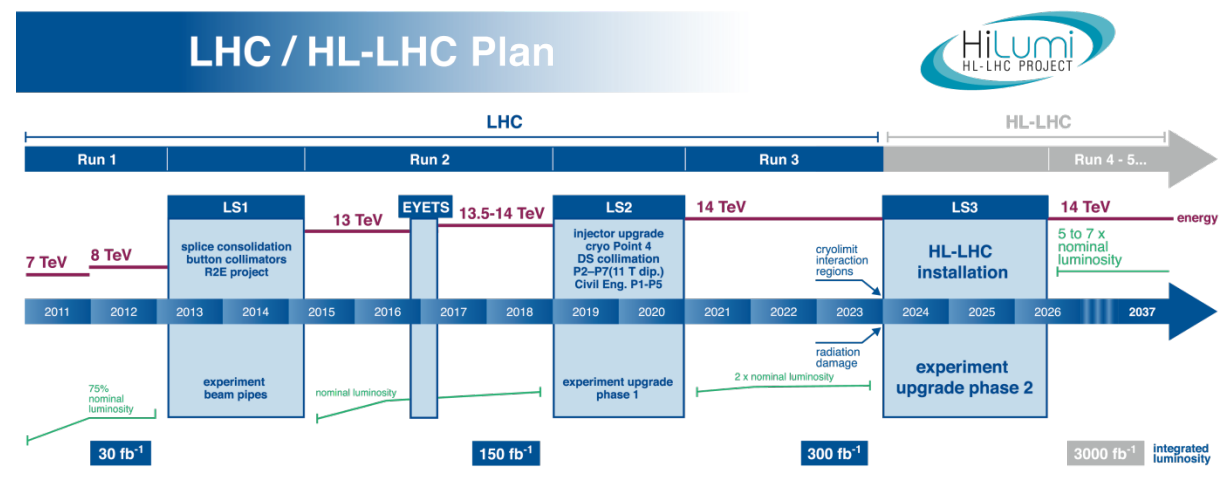 LHC / HL-LHC Plan
HiLumi
HL-LHC PROJECT
LHC
HL-LHC
Run 1
Run 2
Run 3
Run 4 - 5...
LS1
EYETS
LS2
LS3
7 TeV
8 TeV
13 TeV
13.5-14 TeV
14 TeV
14 TeV
energy
splice consolidation
button collimators
R2E project
injector upgrade
cryo Point 4
DS collimation
P2–P7(11 T dip.)
Civil Eng. P1-P5
cryolimit
interaction
regions
HL-LHC
installation
5 to 7 x
nominal
luminosity
2011
2012
2013
2014
2015
2016
2017
2018
2019
2020
2021
2022
2023
2024
2025
2026
2037
75%
nominal
luminosity
experiment
beam pipes
nominal luminosity
experiment upgrade
phase 1
2 x nominal luminosity
radiation
damage
experiment
upgrade phase 2
30 fb-1
150 fb-1
300 fb-1
3000 fb-1
integrated
luminosity